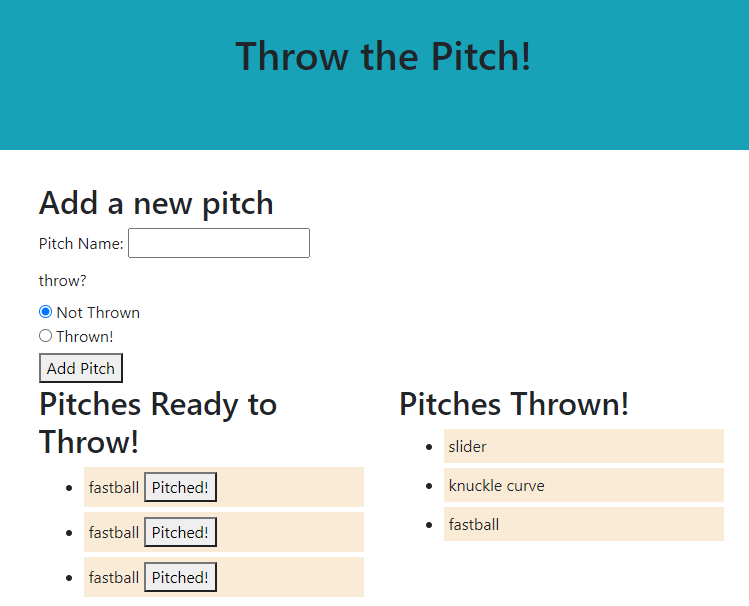 Throw the Pitch!
Add a new pitch
Pitch Name:
throw?
Not Thrown
Thrown!
Add Pitch
Pitches Ready to
Throw!
fastball Pitched!
fastball Pitched!
fastball Pitched!
Pitches Thrown!
slider
knuckle curve
fastball